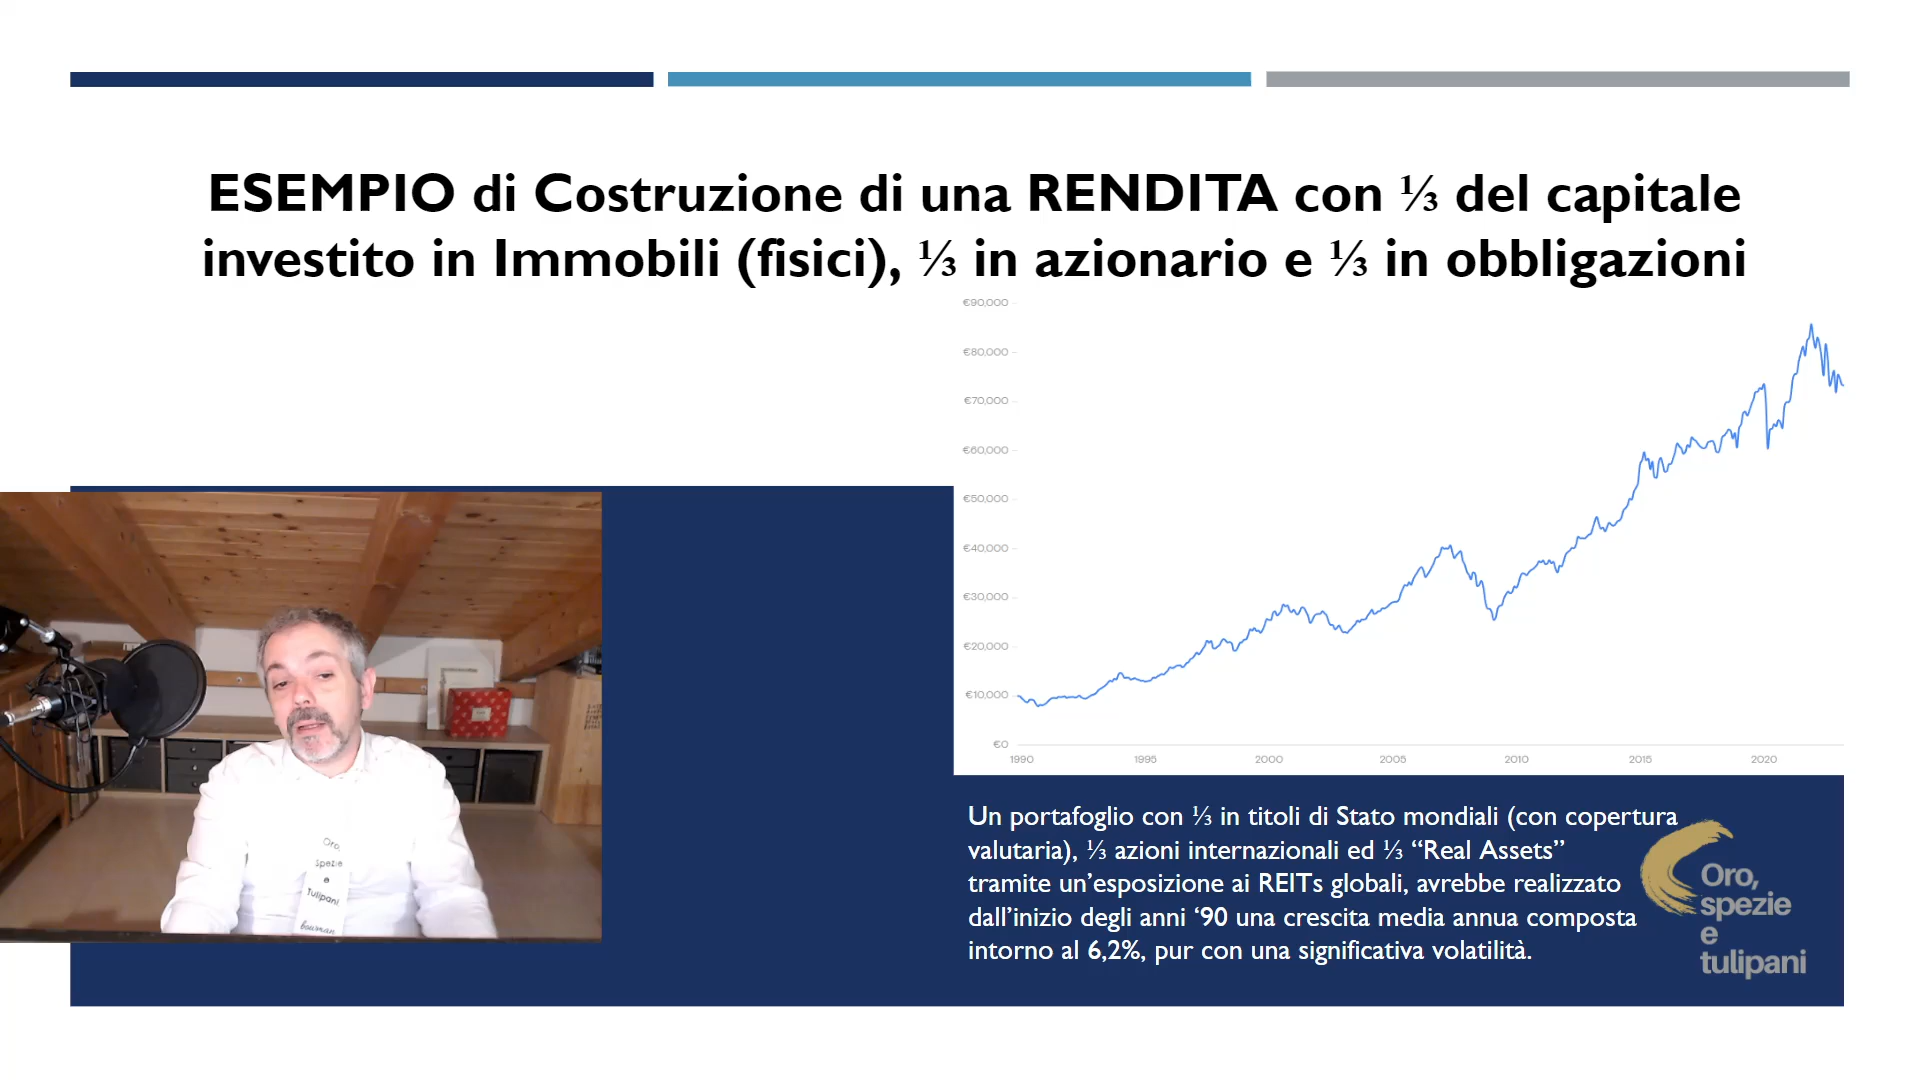 ESEMPIO di Costruzione di una RENDITA con ⅓ del capitale
investito in Immobili (fisici), ⅓ in azionario e ⅓ in obbligazioni
€90,000
€80,000
€70,000
€60,000
€50,000
€40,000
€30,000
€20,000
€10,000
€0
1990 1995 2000 2005 2010 2015 2020
Oro,
Spezie
e
Tulipani
bowman
Un portafoglio con ⅓ in titoli di Stato mondiali (con copertura
valutaria), ⅓ azioni internazionali ed ⅓ “Real Assets”
tramite un’esposizione ai REITs globali, avrebbe realizzato
dall’inizio degli anni ‘90 una crescita media annua composta
intorno al 6,2%, pur con una significativa volatilità.
Oro,
spezie
e
tulipani